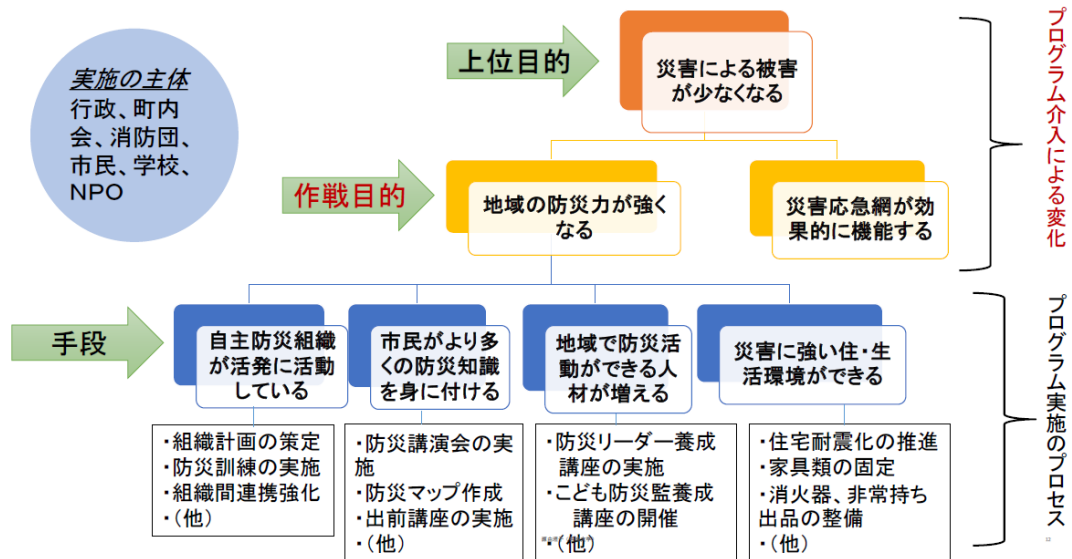 実施の主体
行政、町内
会、消防団、
市民、学校、
NPO
上位目的
災害による被害
が少なくなる
プログラム介入による変化
作戦目的
地域の防災力が強く
なる
災害応急網が効
果的に機能する
手段
自主防災組織
が活発に活動
している
市民がより多
くの防災知識
を身に付ける
地域で防災活
動ができる人
材が増える
災害に強い住・生
活環境ができる
プログラム実施のプロセス
・組織計画の策定
・防災訓練の実施
・組織間連携強化
・(他)
・防災講演会の実
施
・防災マップ作成
・出前講座の実施
・(他)
・防災リーダー養成
講座の実施
・こども防災監養成
講座の開催
・(他)
・住宅耐震化の推進
・家具類の固定
・消火器、非常持ち
出品の整備
・(他)